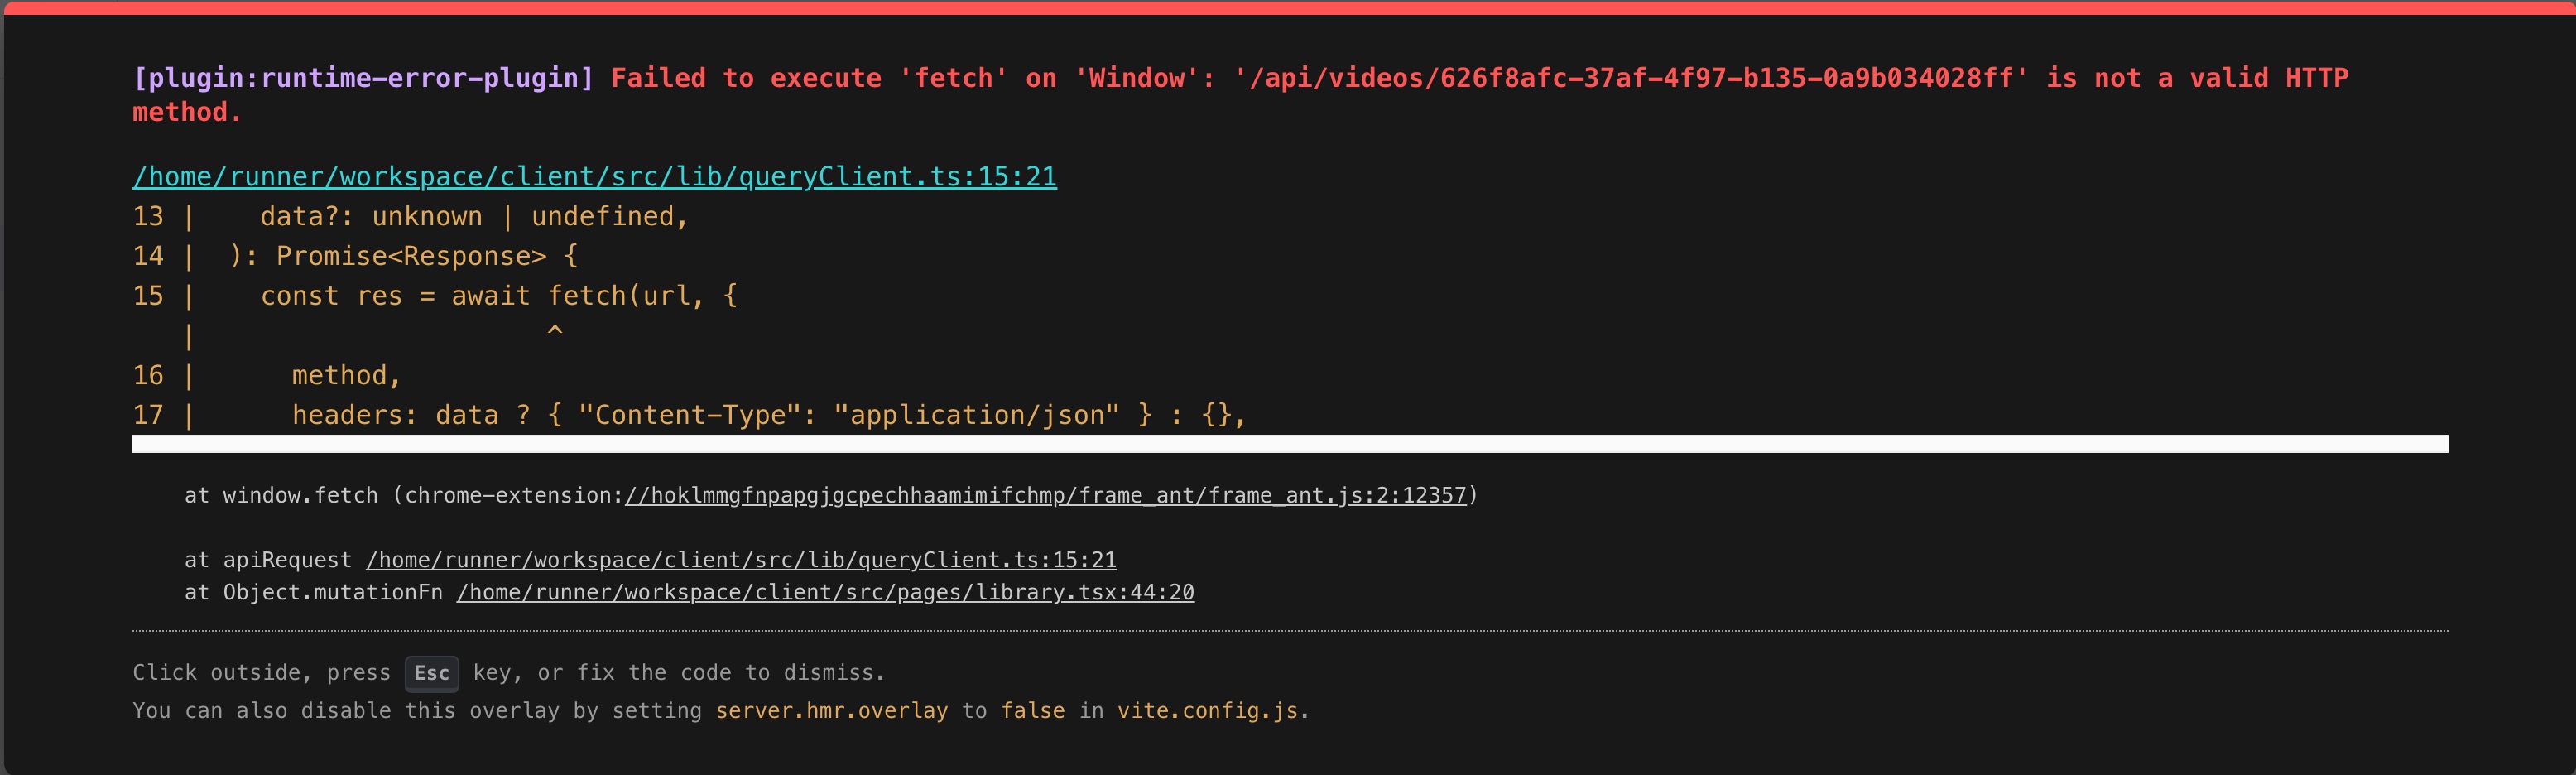 [plugin:runtime-error-plugin] Failed to execute 'fetch' on 'Window': '/api/videos/626f8afc-37af-4f97-b135-0a9b034028ff' is not a valid HTTP
method.
/home/runner/workspace/client/src/lib/queryClient.ts:15:21
13 |    data?: unknown | undefined,
14 |  ): Promise<Response> {
15 |    const res = await fetch(url, {
   |                      ^
16 |      method,
17 |      headers: data ? { "Content-Type": "application/json" } : {},
at window.fetch (chrome-extension://hoklmmgfnpapgjgcpechhaamimifchmp/frame_ant/frame_ant.js:2:12357)
at apiRequest /home/runner/workspace/client/src/lib/queryClient.ts:15:21
at Object.mutationFn /home/runner/workspace/client/src/pages/library.tsx:44:20
Click outside, press Esc key, or fix the code to dismiss.
You can also disable this overlay by setting server.hmr.overlay to false in vite.config.js.